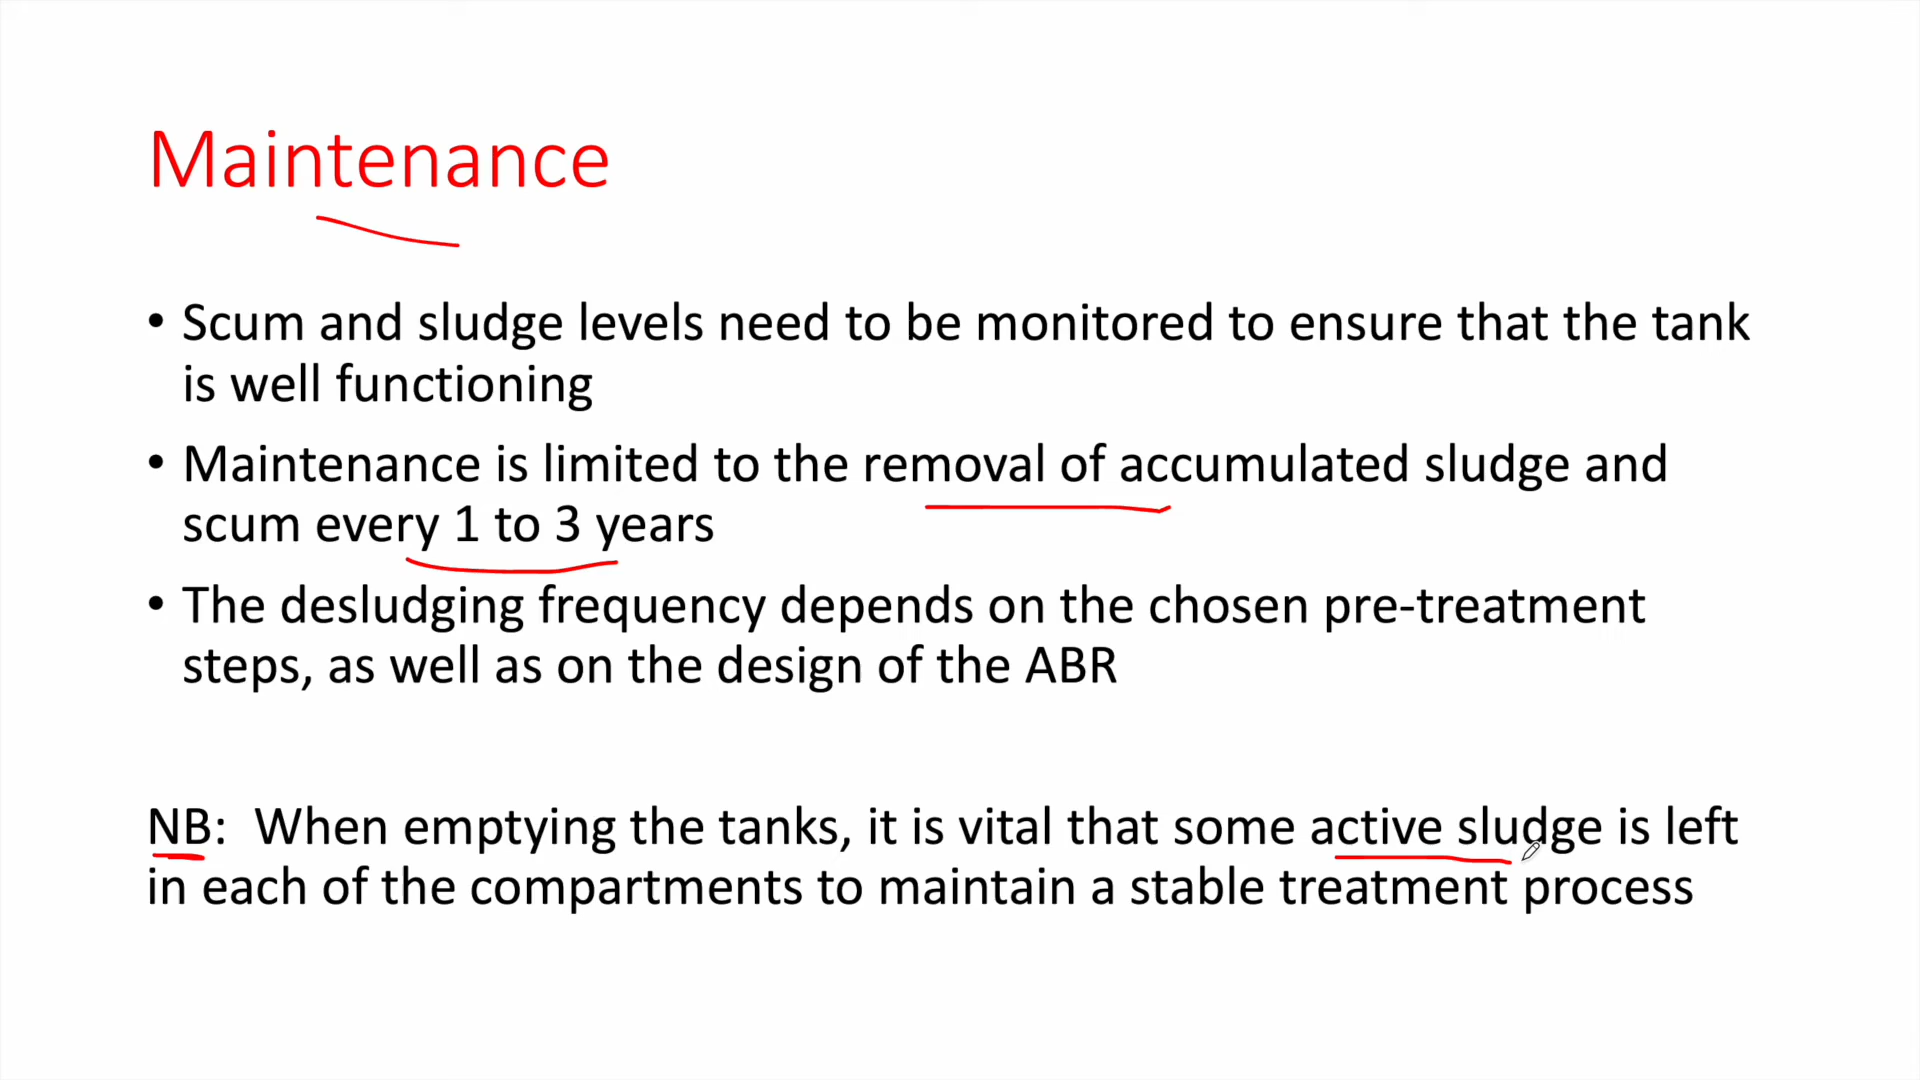 Maintenance
• Scum and sludge levels need to be monitored to ensure that the tank
is well functioning
• Maintenance is limited to the removal of accumulated sludge and
scum every 1 to 3 years
• The desludging frequency depends on the chosen pre-treatment
steps, as well as on the design of the ABR
NB: When emptying the tanks, it is vital that some active sludge is left
in each of the compartments to maintain a stable treatment process